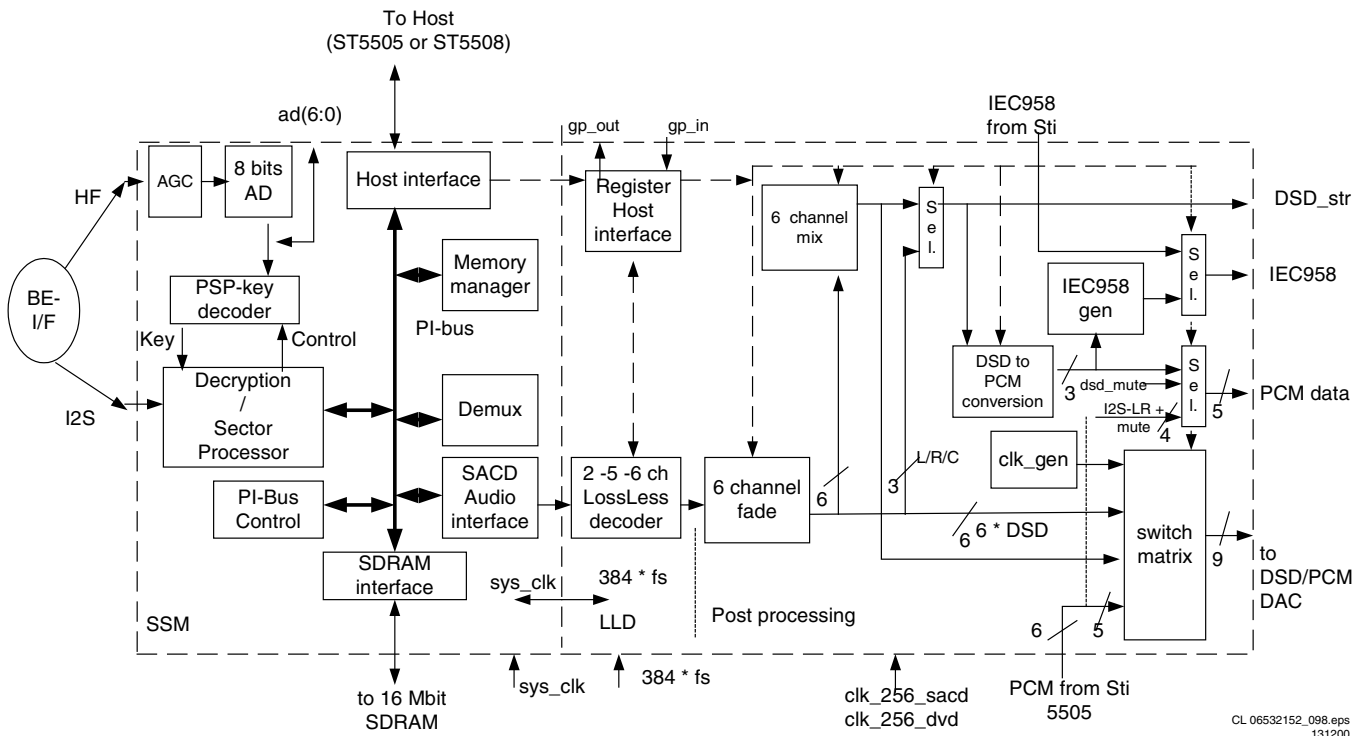 To Host
(ST5505 or ST5508)
ad(6:0)
gp_out
gp_in
IEC958
from Sti
HF
AGC
8 bits
AD
Host interface
Register
Host
interface
6 channel
mix
Sel.
DSD_str
BE-
I/F
PSP-key
decoder
Memory
manager
Sel.
IEC958
IEC958
gen
Key
Control
PI-bus
I2S
Decryption
/
Sector
Processor
Demux
DSD to
PCM
conversion
3
dsd_mute
I2S-LR +
mute
4
Sel.
5
PCM data
PI-Bus
Control
SACD
Audio
interface
2 -5 -6 ch
LossLess
decoder
6 channel
fade
6
3
L/R/C
clk_gen
6
6 * DSD
switch
matrix
9
to
DSD/PCM
DAC
SDRAM
interface
sys_clk
384 * fs
LLD
Post processing
SSM
6
5
to 16 Mbit
SDRAM
sys_clk
384 * fs
clk_256_sacd
clk_256_dvd
PCM from Sti
5505
CL 06532152_098.eps
131200